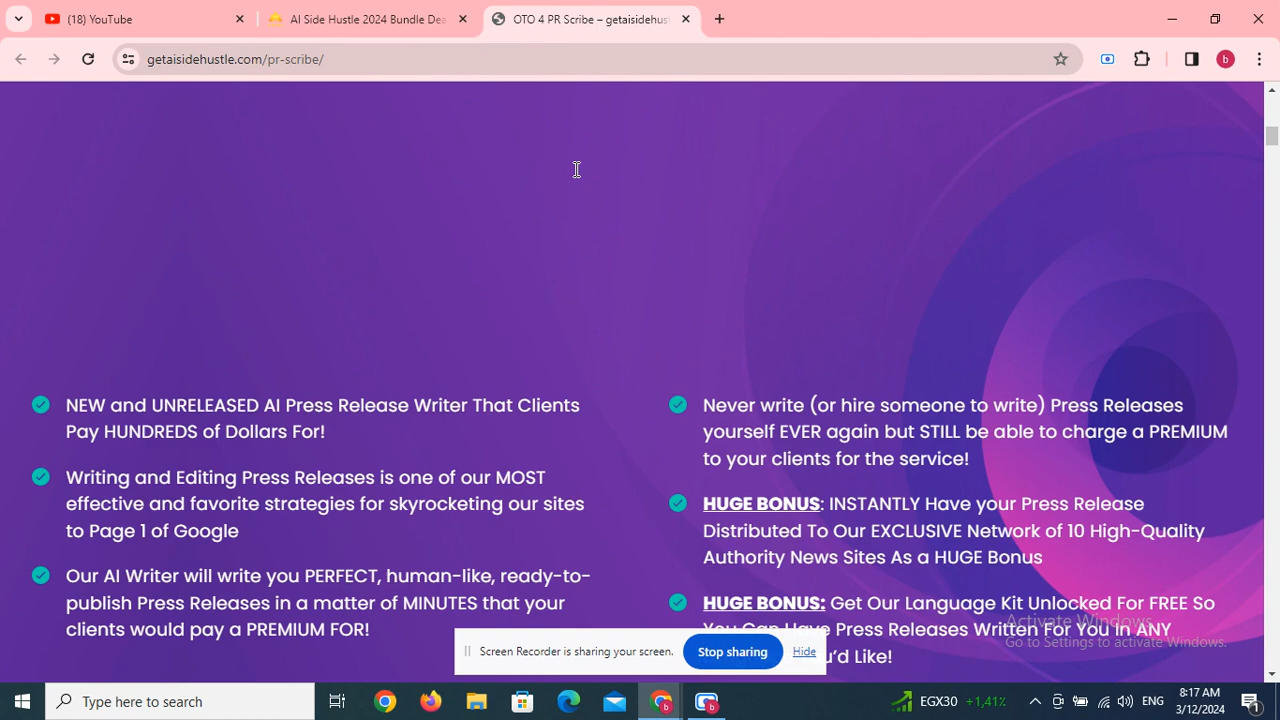 (18) YouTube
AI Side Hustle 2024 Bundle Dea
OTO 4 PR Scribe – getaisidehust
getaisidehustle.com/pr-scribe/
b
NEW and UNRELEASED AI Press Release Writer That Clients
Pay HUNDREDS of Dollars For!
Writing and Editing Press Releases is one of our MOST
effective and favorite strategies for skyrocketing our sites
to Page 1 of Google
Our AI Writer will write you PERFECT, human-like, ready-to-
publish Press Releases in a matter of MINUTES that your
clients would pay a PREMIUM FOR!
Never write (or hire someone to write) Press Releases
yourself EVER again but STILL be able to charge a PREMIUM
to your clients for the service!
HUGE BONUS: INSTANTLY Have your Press Release
Distributed To Our EXCLUSIVE Network of 10 High-Quality
Authority News Sites As a HUGE Bonus
HUGE BONUS: Get Our Language Kit Unlocked For FREE So
You Can Have Press Releases Written For You in ANY
u'd Like!
Activate Windows
Go to Settings to activate Windows.
Screen Recorder is sharing your screen.
Stop sharing
Hide
Type here to search
b
b
EGX30 +1,41%
ENG
8:17 AM
3/12/2024
1